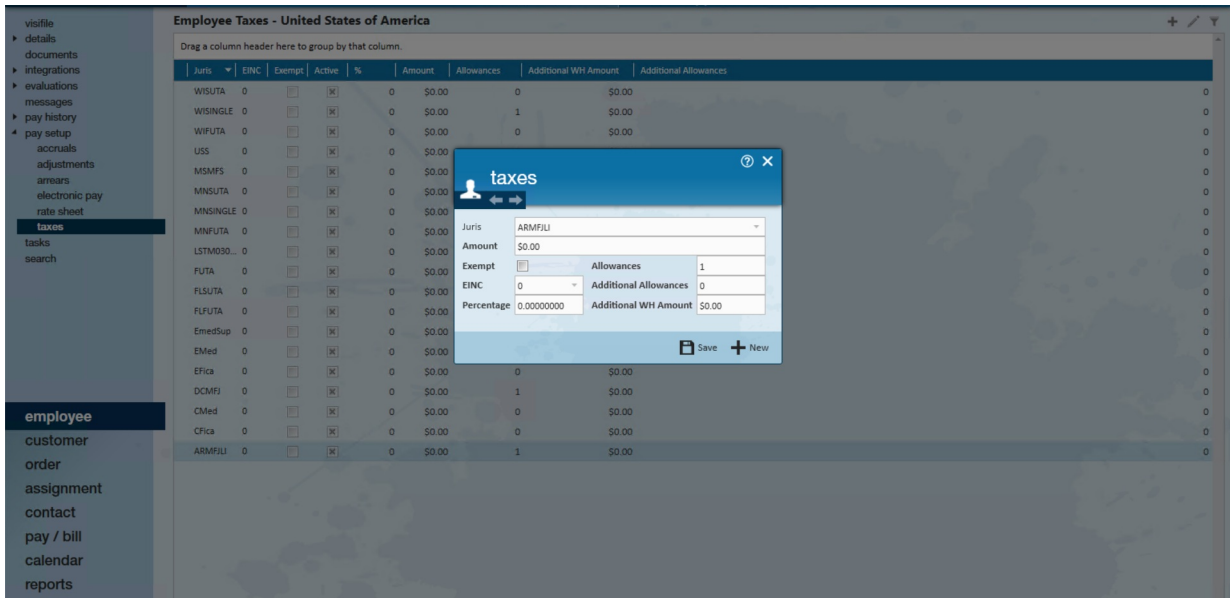 visifile
details
documents
integrations
evaluations
messages
pay history
pay setup
accruals
adjustments
arrears
electronic pay
rate sheet
taxes
tasks
search
employee
customer
order
assignment
contact
pay / bill
calendar
reports
Employee Taxes - United States of America
Drag a column header here to group by that column.
Juris EINC Exempt Active % Amount Allowances Additional WH Amount Additional Allowances
WISUTA 0 0 $0.00 0 $0.00 0
WISINGLE 0 0 $0.00 1 $0.00 0
WIFUTA 0 0 $0.00 0 $0.00 0
USS 0 0 $0.00 0
MSMFS 0 0 $0.00 0
MNSUTA 0 0 $0.00 0
MNSINGLE 0 0 $0.00 0
MNFUTA 0 0 $0.00 0
LSTM030... 0 0 $0.00 0
FUTA 0 0 $0.00 0
FLSUTA 0 0 $0.00 0
FLFUTA 0 0 $0.00 0
EmedSup 0 0 $0.00 0
EMed 0 0 $0.00 0
EFica 0 0 $0.00 0 $0.00 0
DCMFJ 0 0 $0.00 1 $0.00 0
CMed 0 0 $0.00 0 $0.00 0
CFica 0 0 $0.00 0 $0.00 0
ARMFJLI 0 0 $0.00 1 $0.00 0
taxes
Juris ARMFJLI
Amount $0.00
Exempt Allowances 1
EINC 0 Additional Allowances 0
Percentage 0.00000000 Additional WH Amount $0.00
Save New